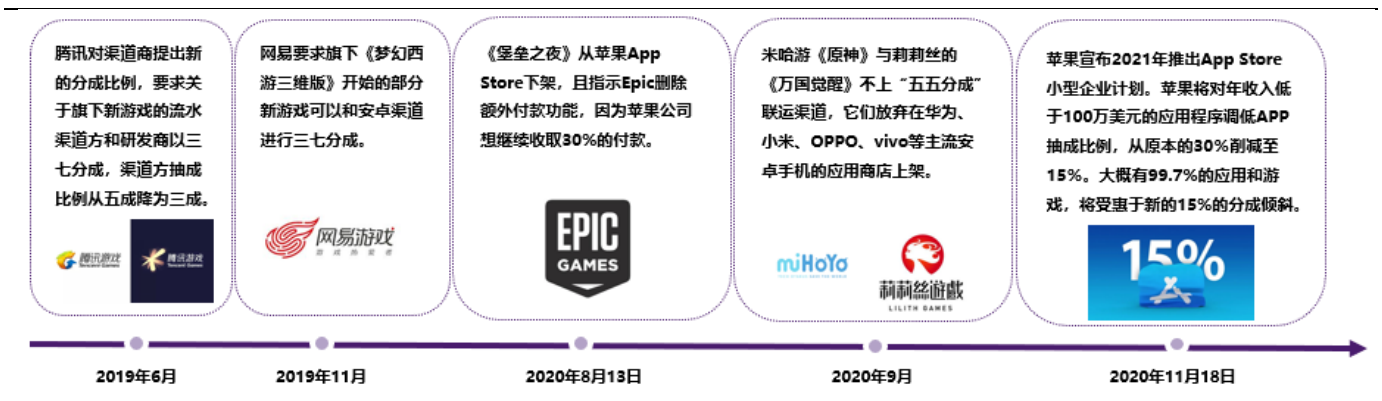 腾讯对渠道商提出新
的分成比例，要求关
于旗下新游戏的流水
渠道方和研发商以三
七分成，渠道方抽成
比例从五成降为三成。
腾讯游戏
Tencent Games
腾讯游戏
Tencent Games
2019年6月
网易要求旗下《梦幻西
游三维版》开始的部分
新游戏可以和安卓渠道
进行三七分成。
网易游戏
游戏热爱者
2019年11月
《堡垒之夜》从苹果App
Store下架，且指示Epic删除
额外付款功能，因为苹果公司
想继续收取30%的付款。
EPIC
GAMES
2020年8月13日
米哈游《原神》与莉莉丝的
《万国觉醒》不上“五五分成”
联运渠道，它们放弃在华为、
小米、OPPO、vivo等主流安
卓手机的应用商店上架。
miHoYo
莉莉絲遊戲
LILITH GAMES
2020年9月
苹果宣布2021年推出App Store
小型企业计划。苹果将对年收入低
于100万美元的应用程序调低APP
抽成比例，从原本的30%削减至
15%。大概有99.7%的应用和游
戏，将受惠于新的15%的分成倾斜。
15%
2020年11月18日